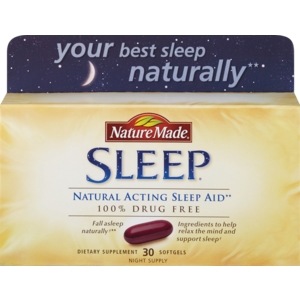 your best sleep
naturally**
Nature Made®
SLEEP
NATURAL ACTING SLEEP AID**
100% DRUG FREE
Fall asleep
naturally
Ingredients to help
relax the mind and
support sleep
DIETARY SUPPLEMENT 30 SOFTGELS
NIGHT SUPPLY